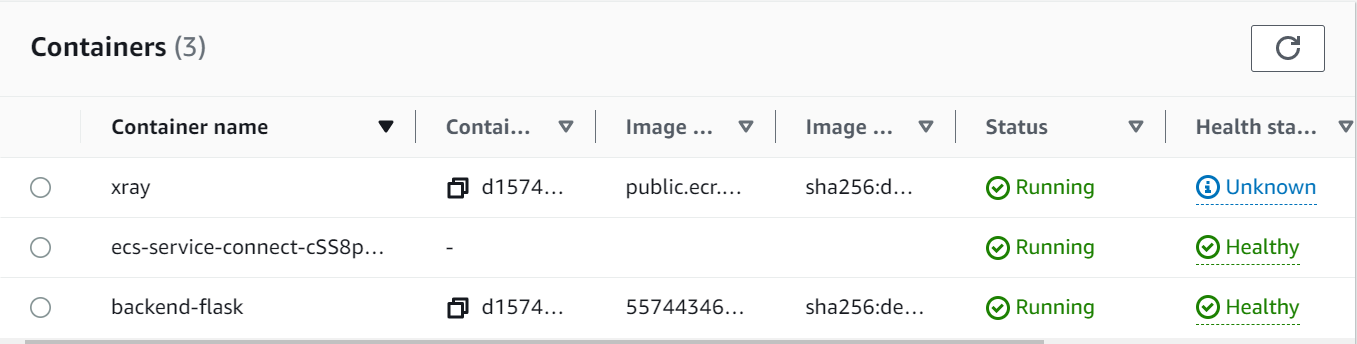 Containers (3)
Container name Contai... Image ... Image ... Status Health sta...
xray d1574... public.ecr.... sha256:d... Running Unknown
ecs-service-connect-cSS8p... - Running Healthy
backend-flask d1574... 55744346... sha256:de... Running Healthy